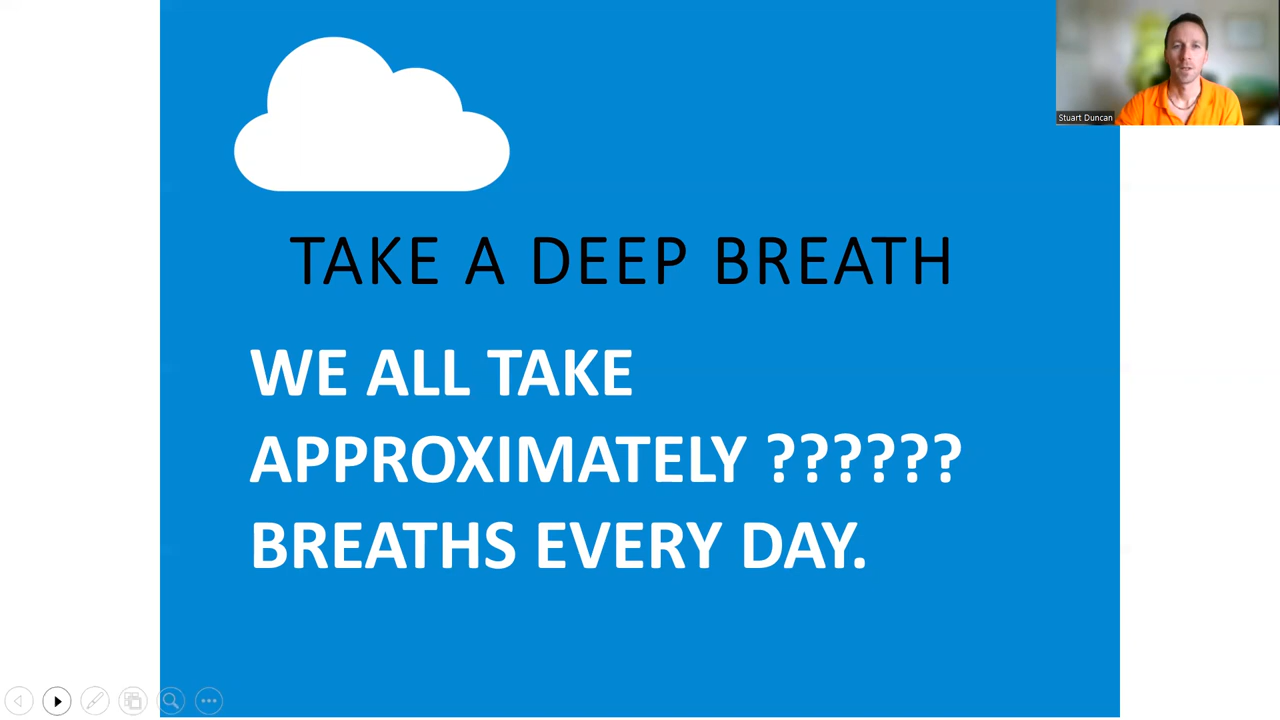 Stuart Duncan
TAKE A DEEP BREATH
WE ALL TAKE
APPROXIMATELY ??????
BREATHS EVERY DAY.